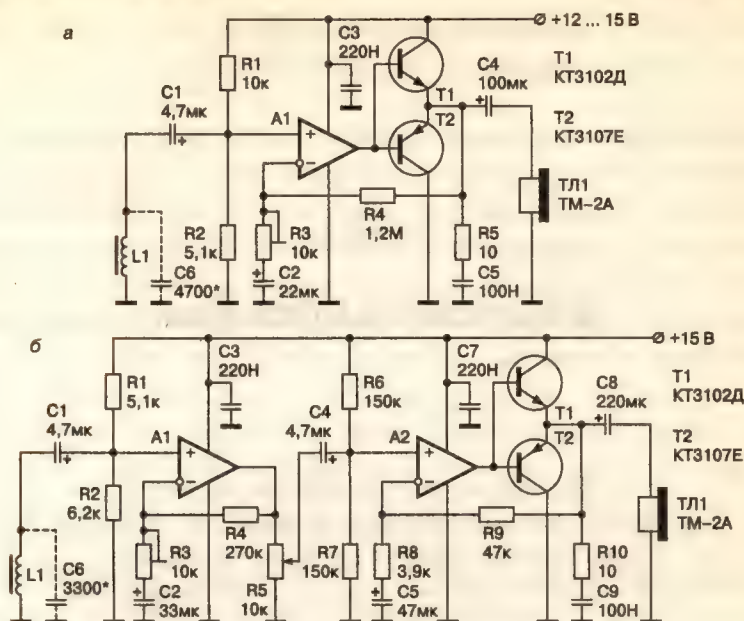 а
+12 ... 15 В
C3
220Н
R1
10к
C1
4,7мк
A1
T1
T2
C4
100мк
T1
КТ3102Д
T2
КТ3107Е
ТЛ1
ТМ-2А
L1
R2
5,1к
C6
4700*
R3
10к
C2
22мк
R4
1,2М
R5
10
C5
100Н
б
+15 В
C3
220Н
C7
220Н
R1
5,1к
R6
150к
C1
4,7мк
A1
C4
4,7мк
A2
T1
T2
C8
220мк
T1
КТ3102Д
T2
КТ3107Е
ТЛ1
ТМ-2А
R2
6,2к
L1
C6
3300*
R3
10к
C2
33мк
R4
270к
R5
10к
R7
150к
R8
3,9к
C5
47мк
R9
47к
R10
10
C9
100Н